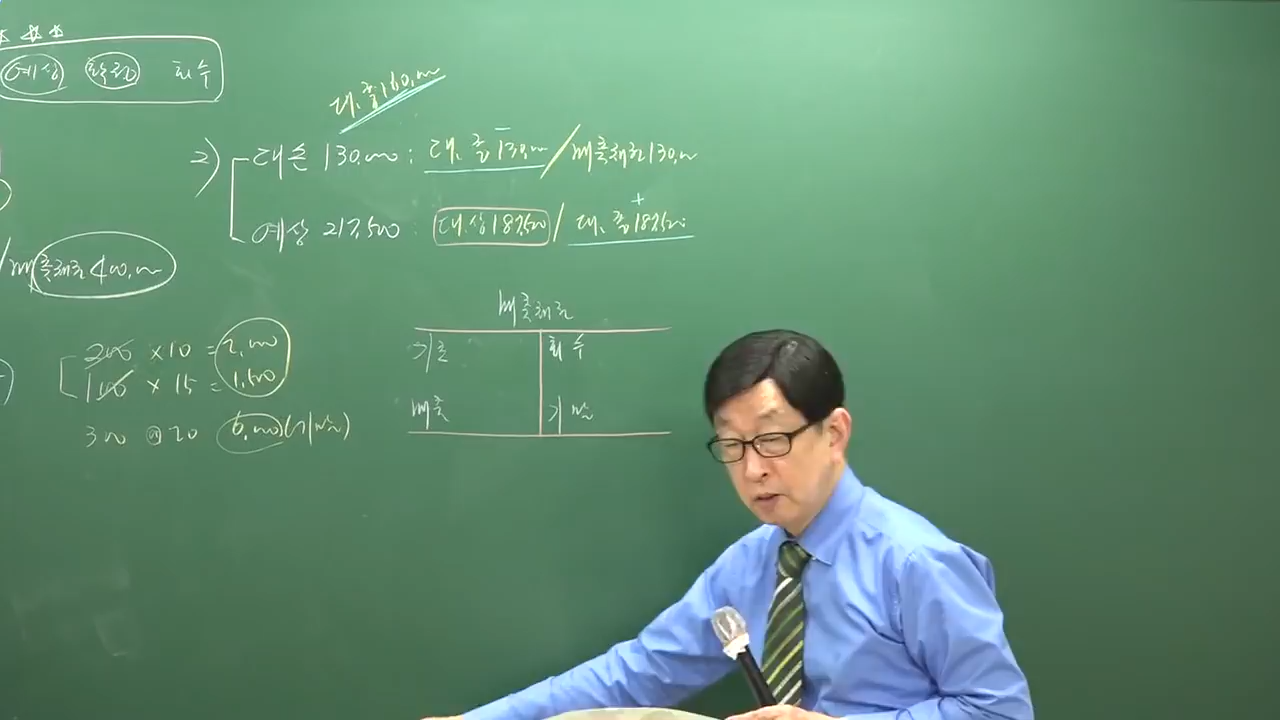 ☆ ☆ ☆
예상 확정 회수
대.충 160,000
2) 대손 130,000 : 대.충 130,000 / 매출채권 130,000
예상 217,500 : 대.상 187,500 / 대.충 187,500
/매출채권 400,000
매출채권
기초 회수
매출 기말
200 × 10 = 2,000
100 × 15 = 1,500
300 @ 20 6,000 (기말)